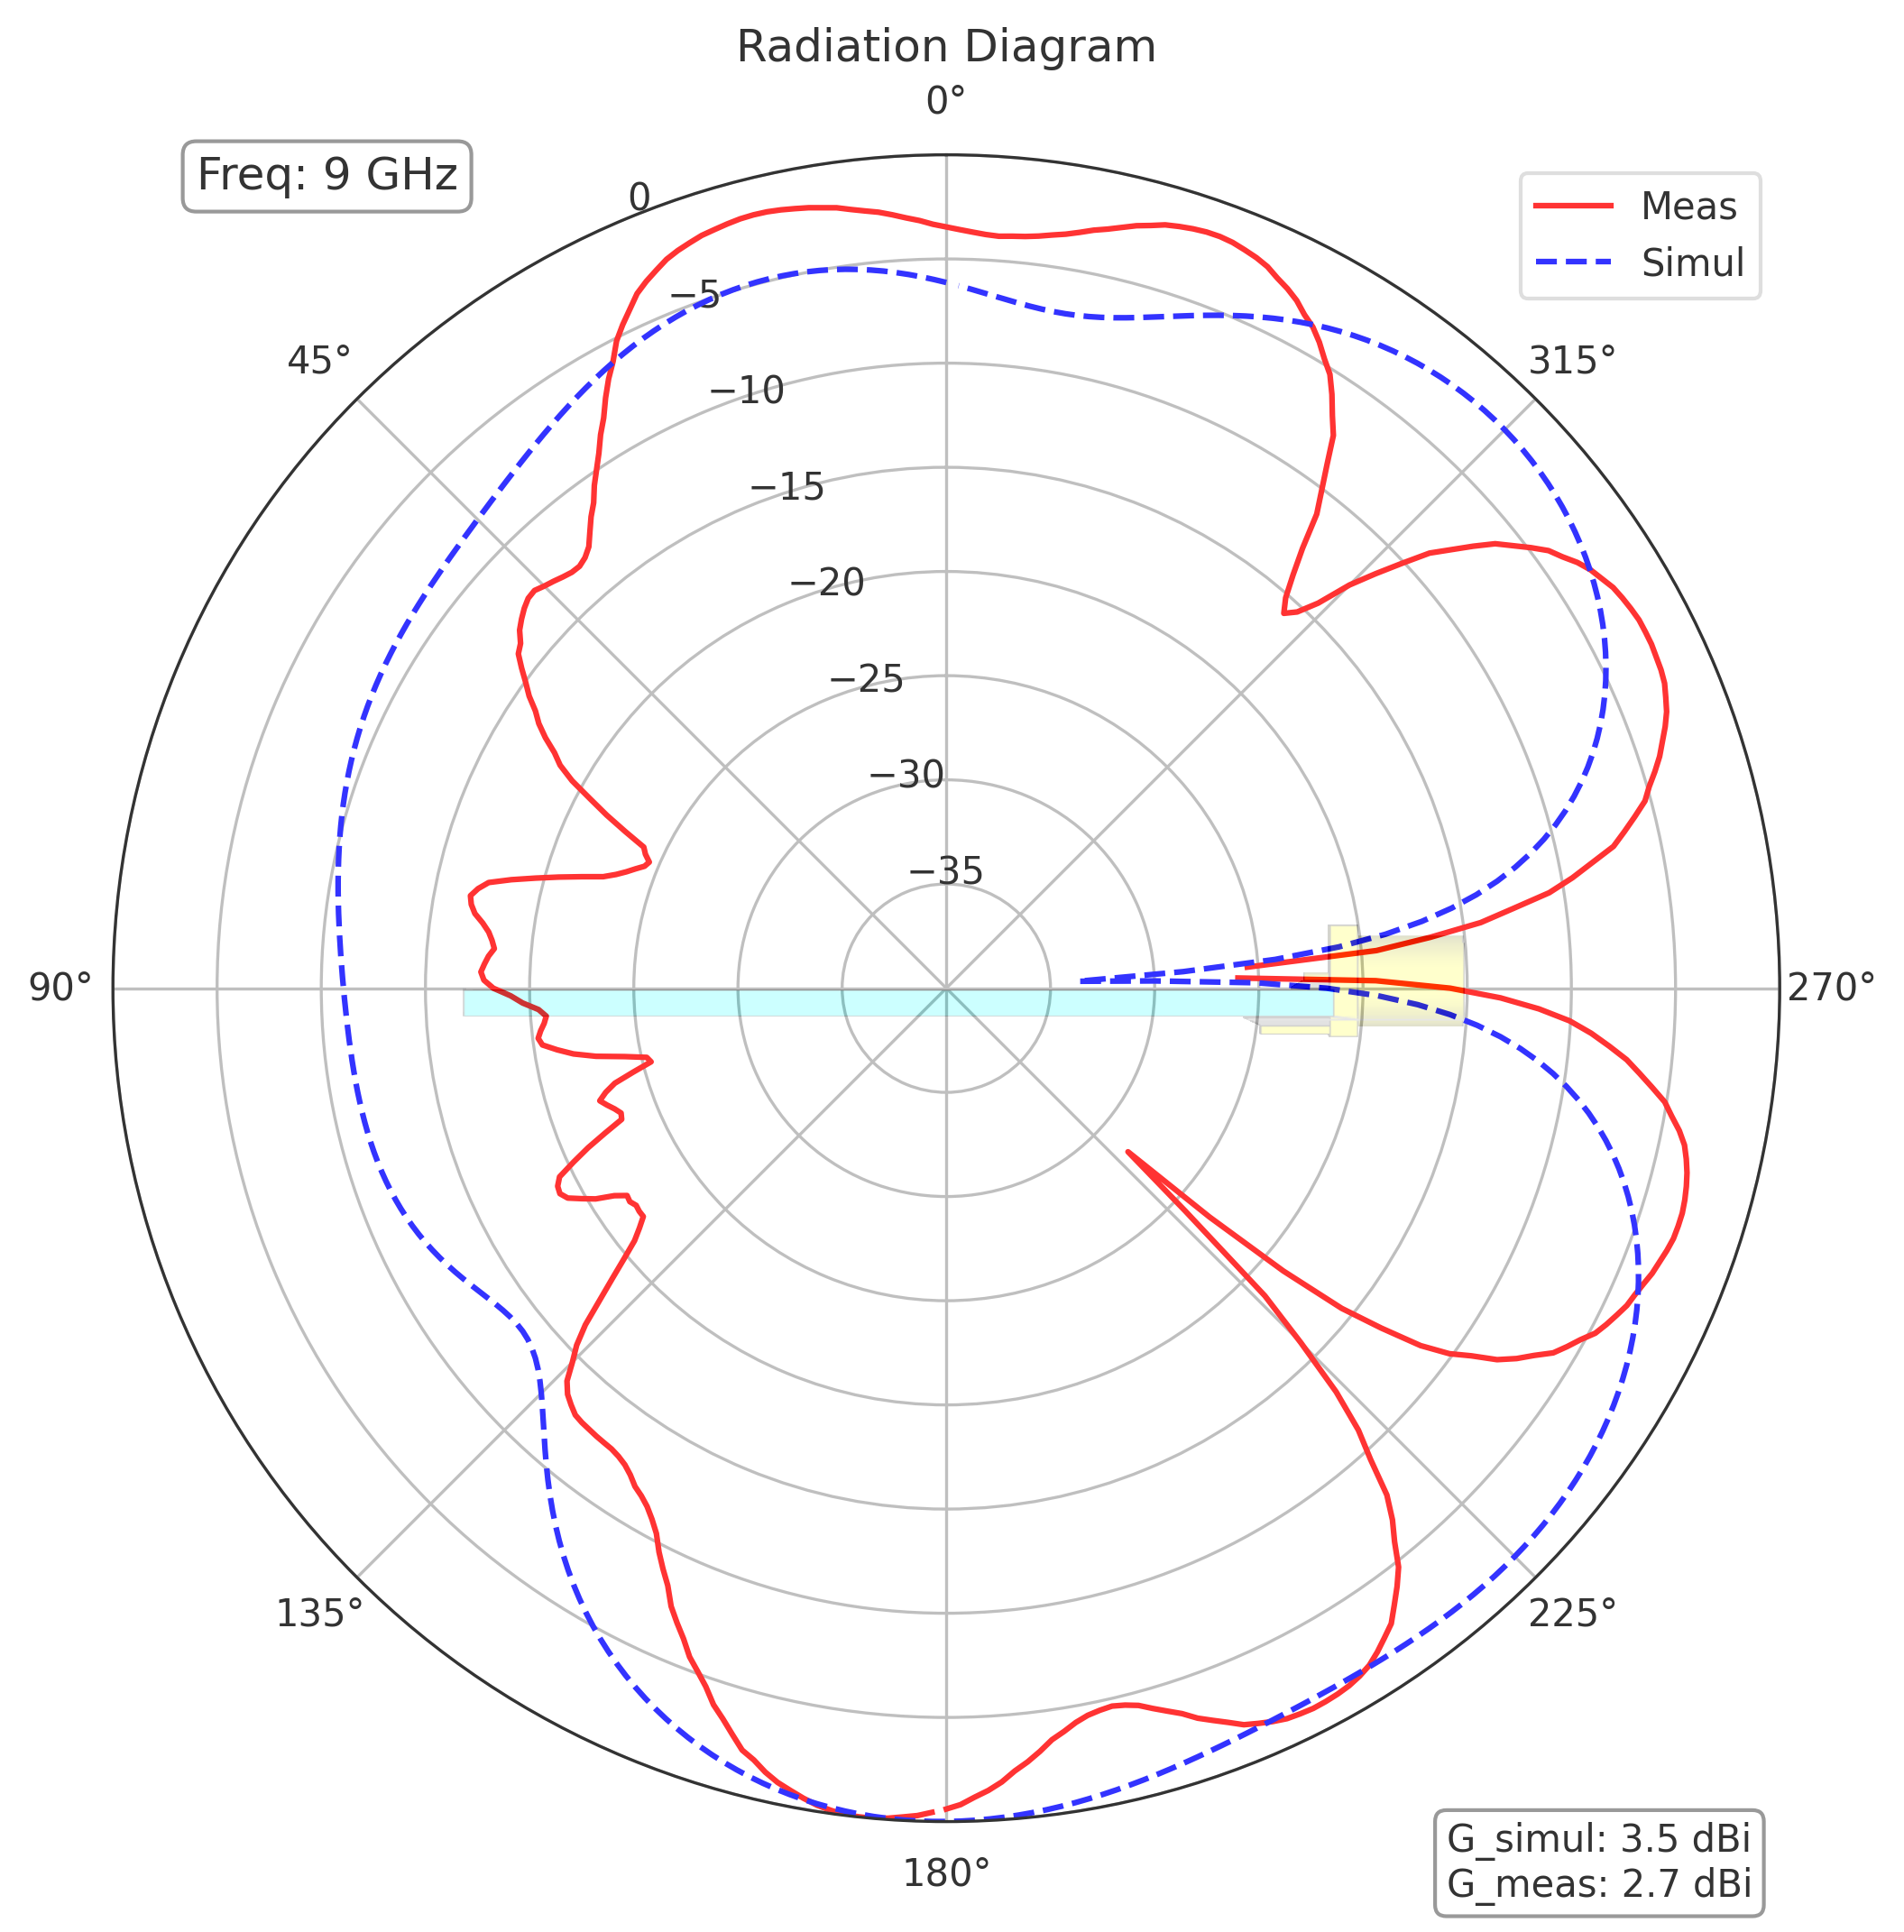 Radiation Diagram
0°
Freq: 9 GHz
Meas
Simul
0
−5
−10
−15
−20
−25
−30
−35
45°
315°
90°
270°
135°
225°
180°
G_simul: 3.5 dBi
G_meas: 2.7 dBi